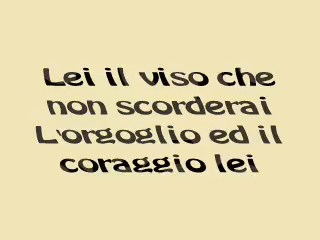 Lei il viso che
non scorderai
L'orgoglio ed il
coraggio lei